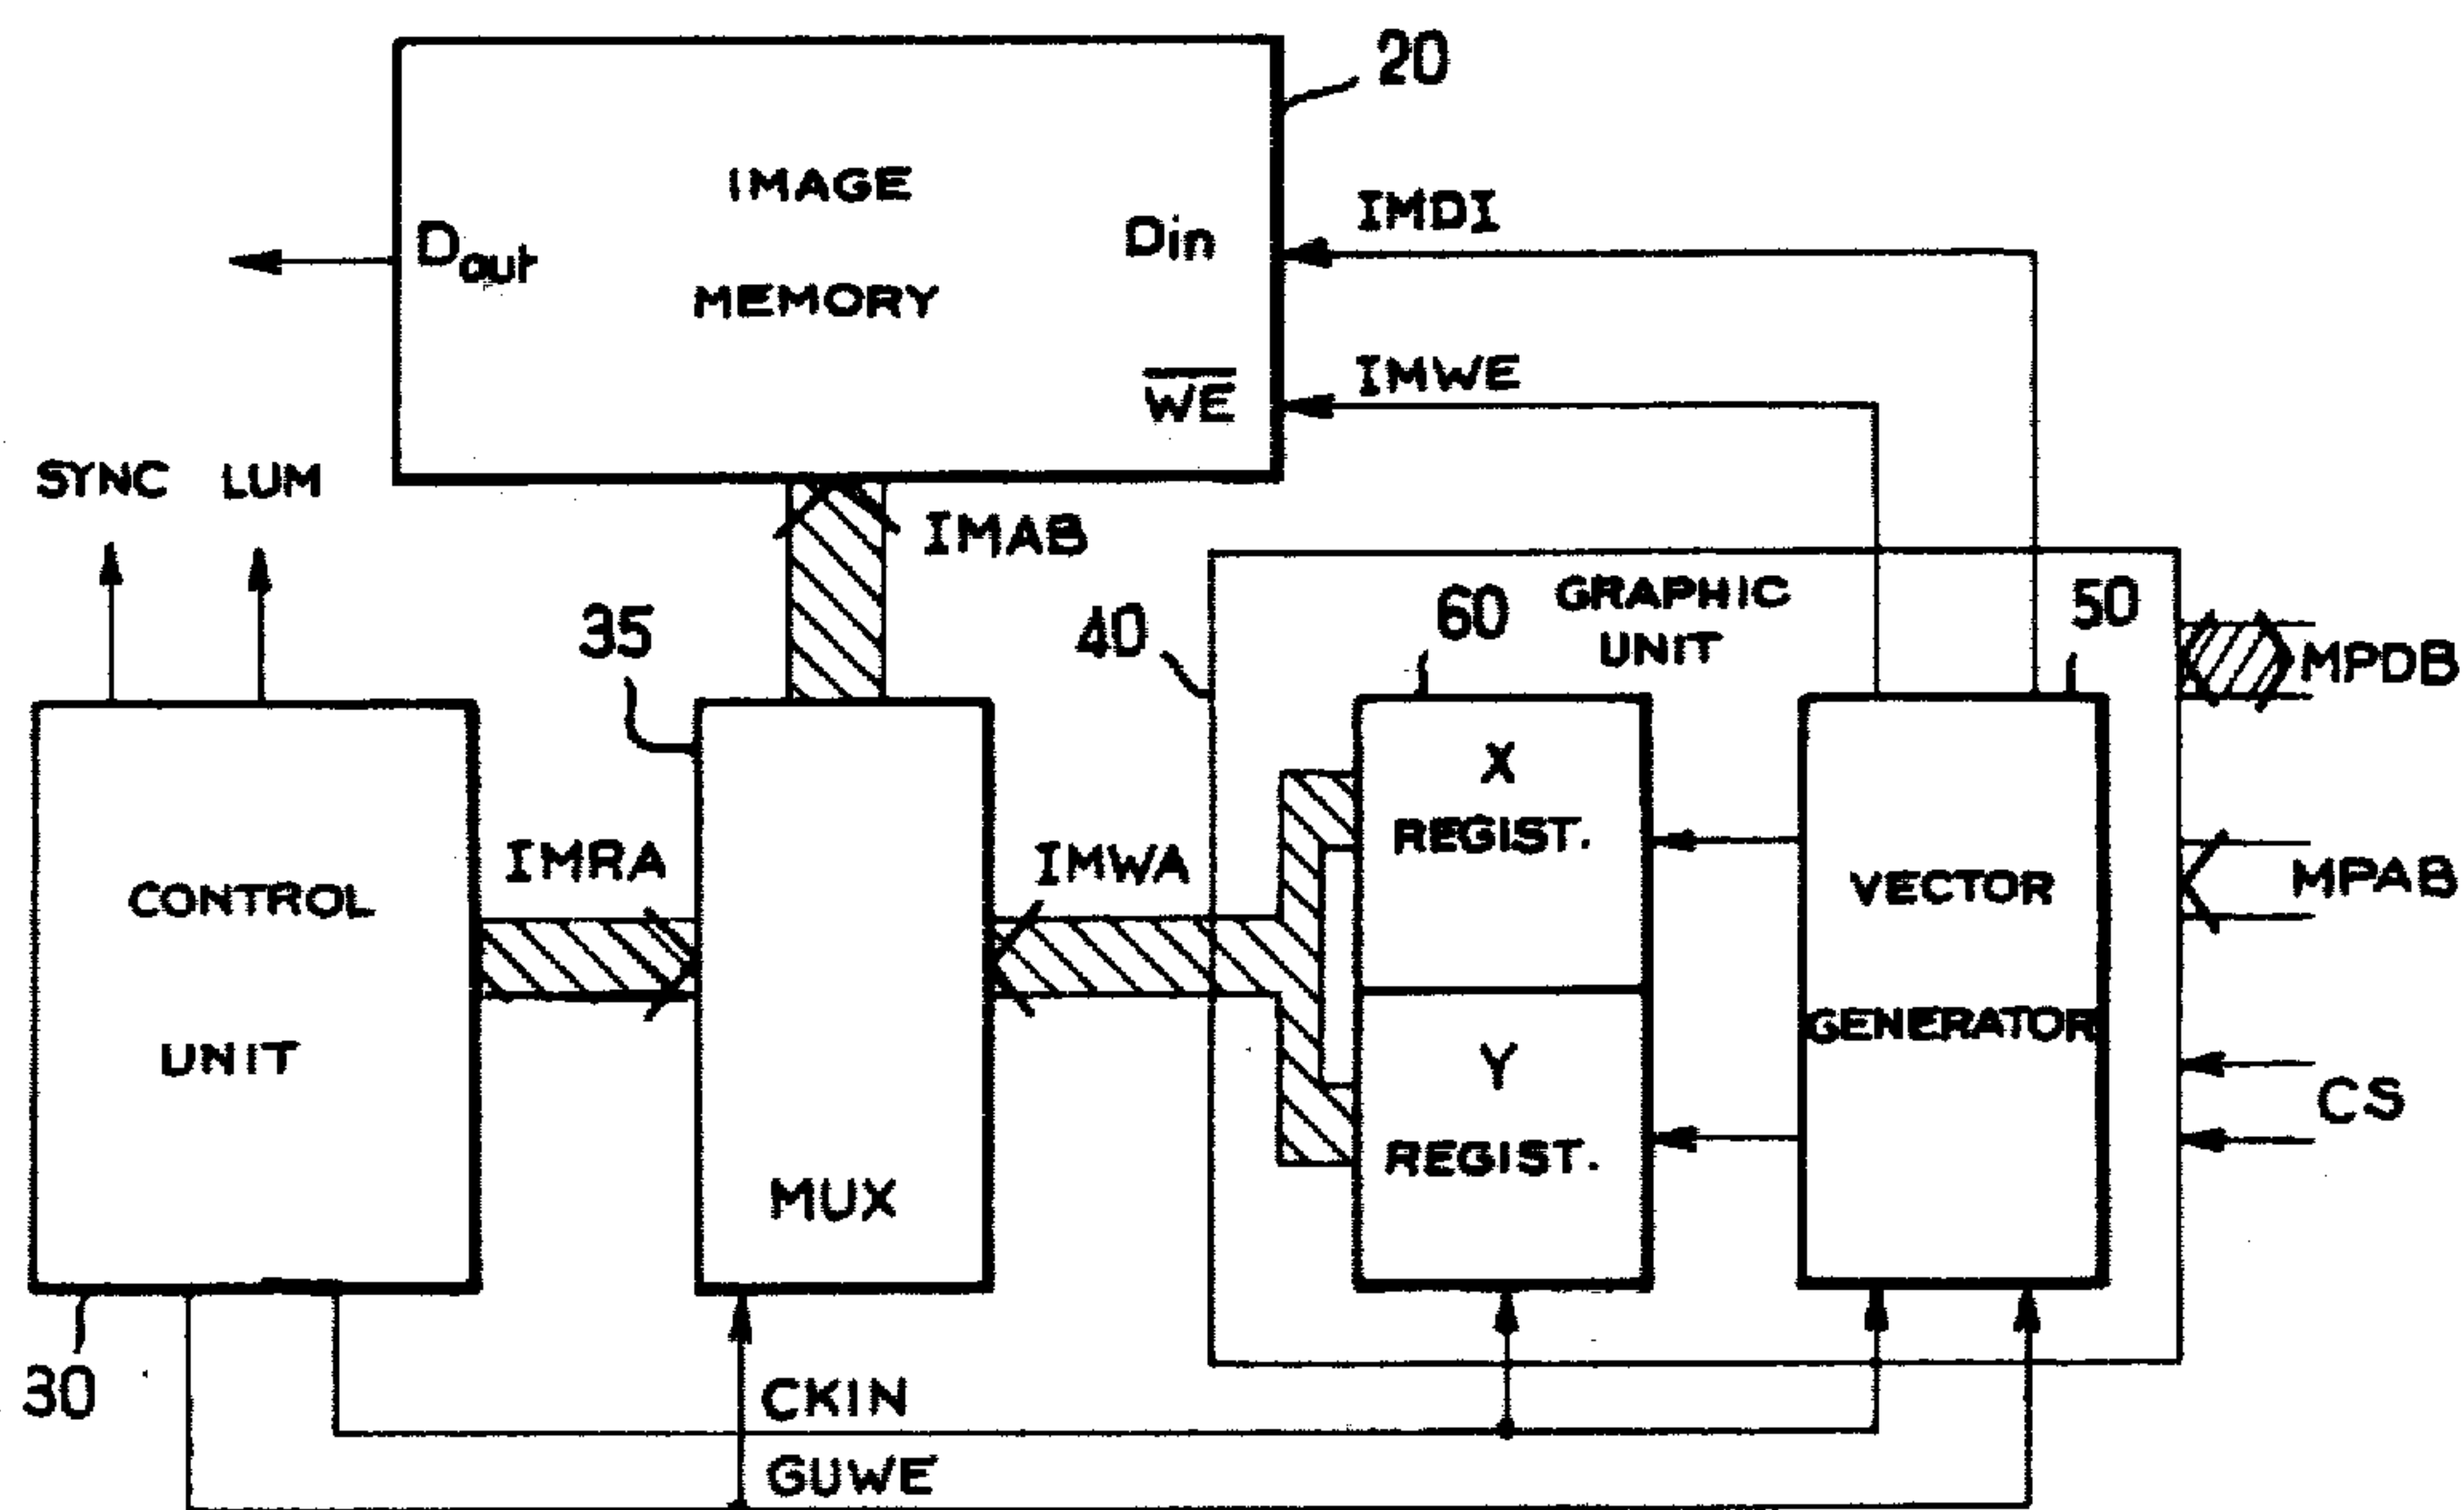 20
IMAGE
MEMORY
Dout
Din
WE
IMDI
IMWE
SYNC
LUM
IMAB
35
40
60
GRAPHIC
UNIT
50
MPDB
X
REGIST.
IMRA
IMWA
CONTROL
UNIT
VECTOR
GENERATOR
MPAB
Y
REGIST.
MUX
CS
30
CKIN
GUWE